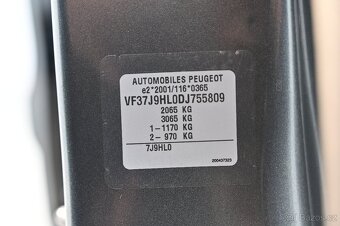 AUTOMOBILES PEUGEOT
e2*2001/116*0365
VF37J9HL0DJ755809
2065 KG
3065 KG
1-1170 KG
2- 970 KG
7J9HL0